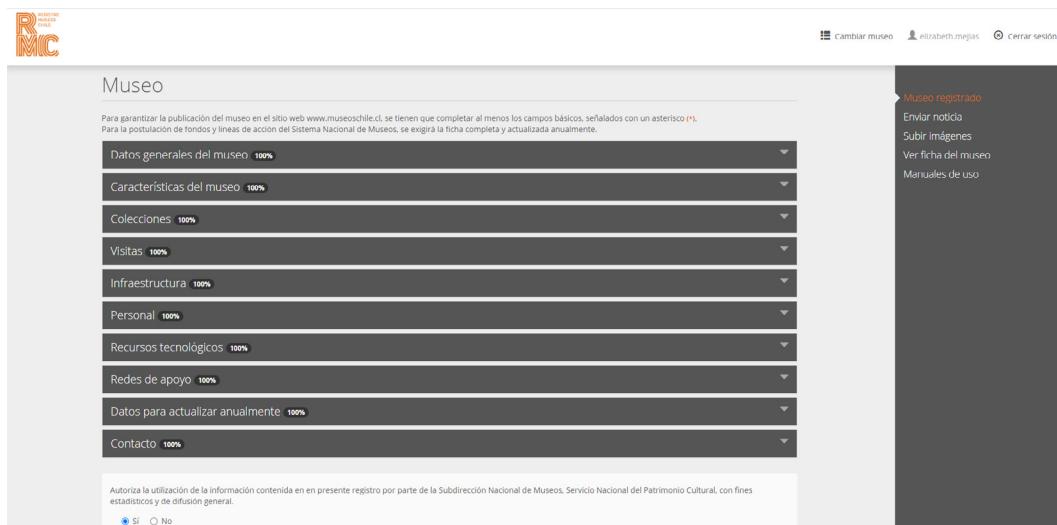 REGISTRO
MUSEOS
CHILE
RMC
Cambiar museo
elizabeth.mejias
Cerrar sesión
Museo
Para garantizar la publicación del museo en el sitio web www.museoschile.cl, se tienen que completar al menos los campos básicos, señalados con un asterisco (*).
Para la postulación de fondos y líneas de acción del Sistema Nacional de Museos, se exigirá la ficha completa y actualizada anualmente.
Datos generales del museo 100%
Características del museo 100%
Colecciones 100%
Visitas 100%
Infraestructura 100%
Personal 100%
Recursos tecnológicos 100%
Redes de apoyo 100%
Datos para actualizar anualmente 100%
Contacto 100%
Autoriza la utilización de la información contenida en en presente registro por parte de la Subdirección Nacional de Museos, Servicio Nacional del Patrimonio Cultural, con fines
estadísticos y de difusión general.
Sí No
Museo registrado
Enviar noticia
Subir imágenes
Ver ficha del museo
Manuales de uso